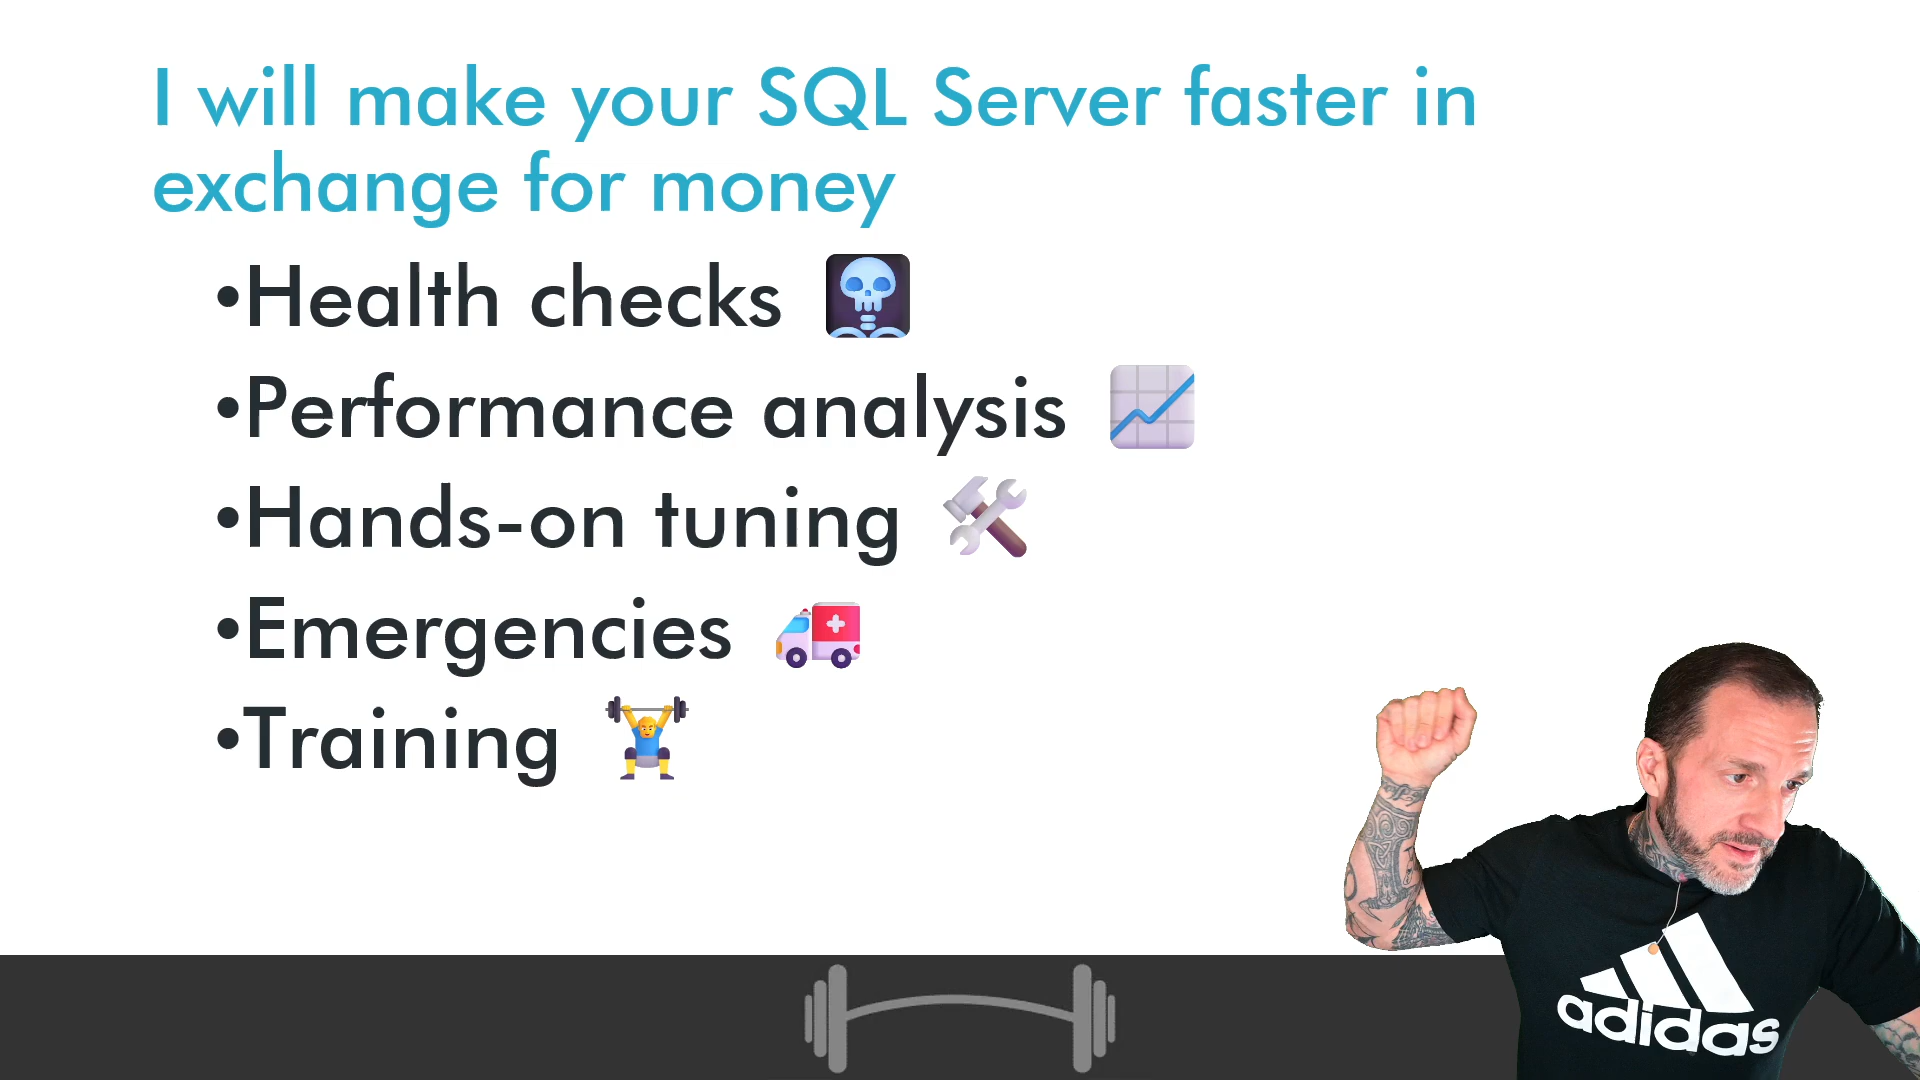 I will make your SQL Server faster in
exchange for money
•Health checks
•Performance analysis
•Hands-on tuning
•Emergencies
•Training
adidas